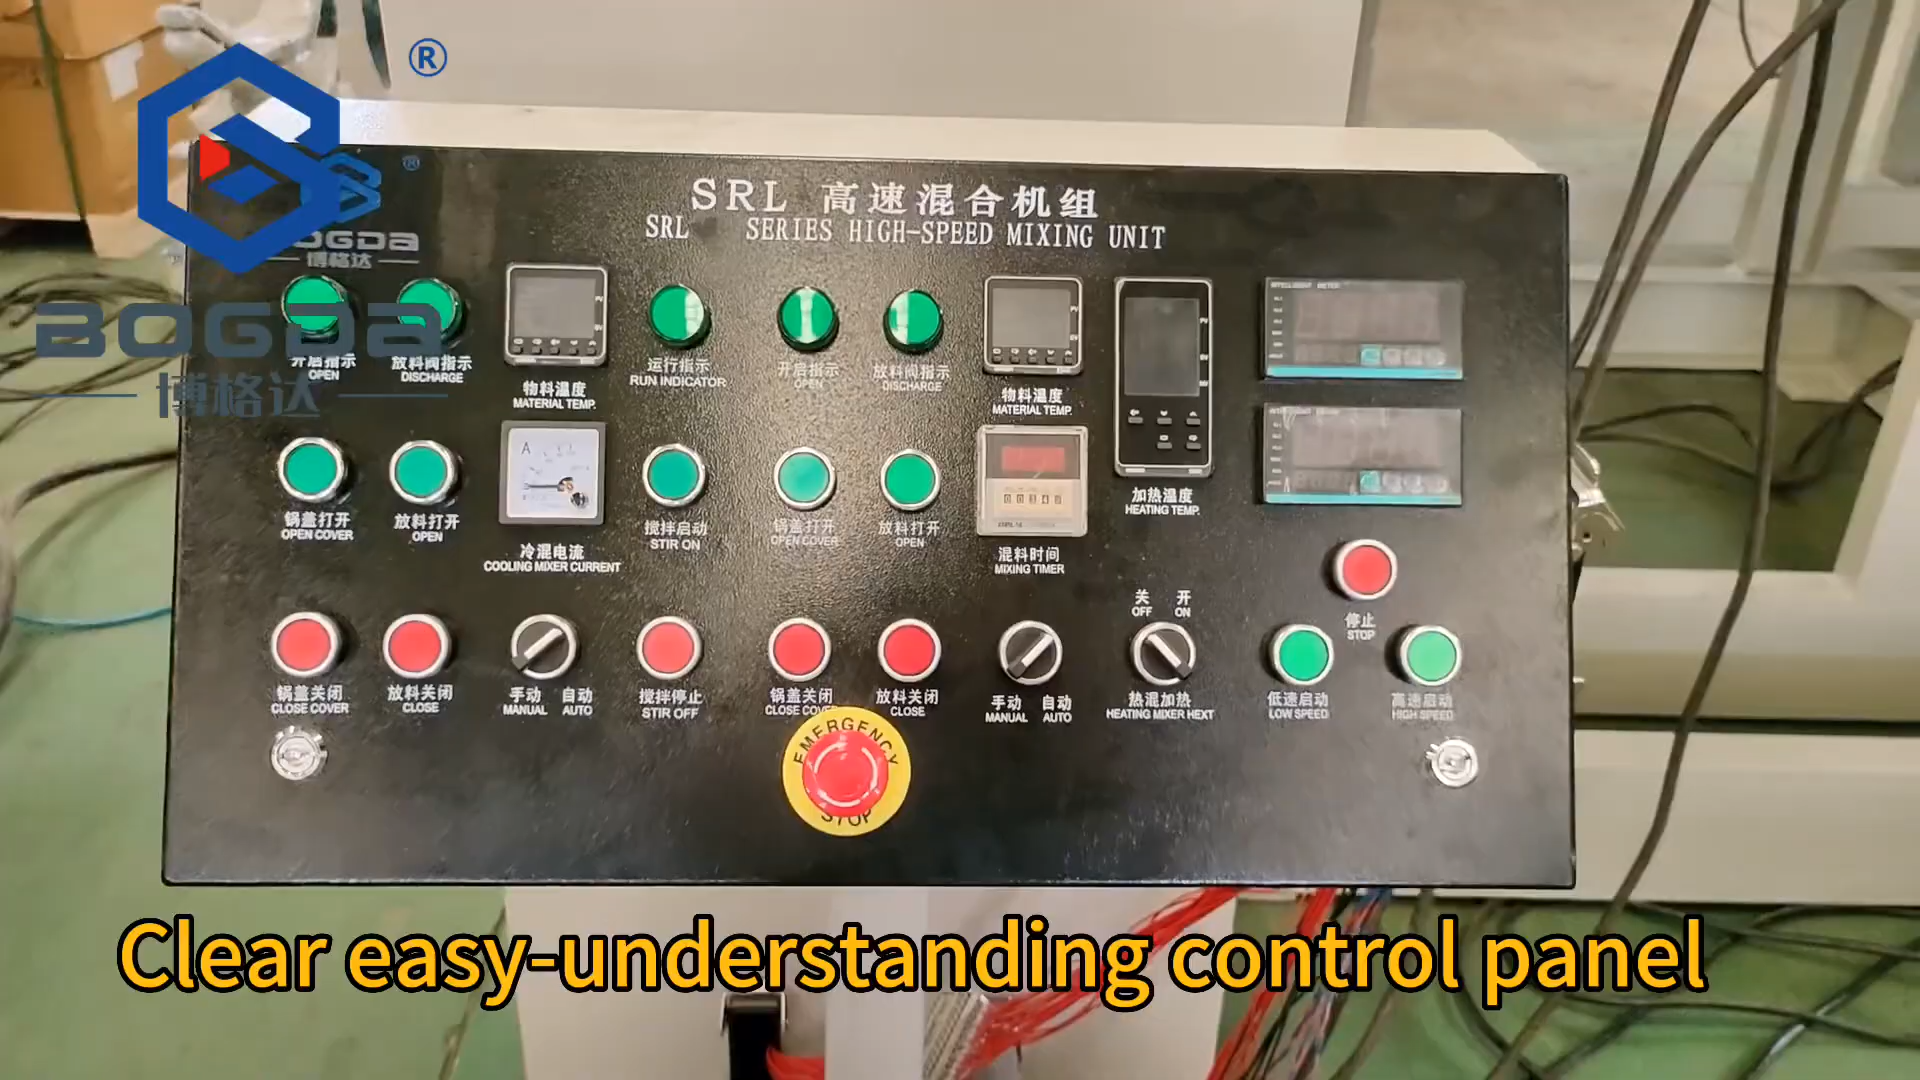 ®
®
BOGDA
博格达
SRL 高速混合机组
SRL SERIES HIGH-SPEED MIXING UNIT
BOGDA
博格达
开启指示
OPEN
放料阀指示
DISCHARGE
物料温度
MATERIAL TEMP.
运行指示
RUN INDICATOR
开启指示
OPEN
放料阀指示
DISCHARGE
物料温度
MATERIAL TEMP.
加热温度
HEATING TEMP.
INTELLIGENT METER
锅盖打开
OPEN COVER
放料打开
OPEN
A
冷混电流
COOLING MIXER CURRENT
搅拌启动
STIR ON
锅盖打开
OPEN COVER
放料打开
OPEN
混料时间
MIXING TIMER
关 开
OFF ON
停止
STOP
锅盖关闭
CLOSE COVER
放料关闭
CLOSE
手动 自动
MANUAL AUTO
搅拌停止
STIR OFF
锅盖关闭
CLOSE COVER
放料关闭
CLOSE
手动 自动
MANUAL AUTO
热混加热
HEATING MIXER HEXT
低速启动
LOW SPEED
高速启动
HIGH SPEED
EMERGENCY
STOP
Clear easy-understanding control panel